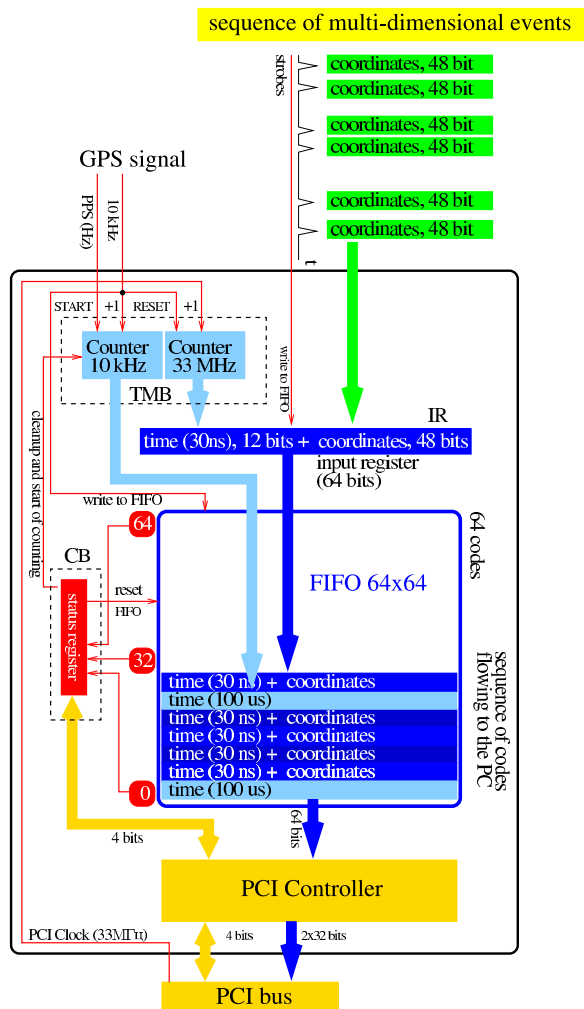 sequence of multi-dimensional events
strobes
coordinates, 48 bit
coordinates, 48 bit
coordinates, 48 bit
coordinates, 48 bit
coordinates, 48 bit
coordinates, 48 bit
t
GPS signal
PPS (Hz)
10 kHz
START
+1
RESET
+1
Counter
10 kHz
Counter
33 MHz
TMB
write to FIFO
IR
time (30ns), 12 bits + coordinates, 48 bits
input register
(64 bits)
cleanup and start of counting
write to FIFO
64
64 codes
CB
FIFO 64x64
status register
reset
FIFO
32
sequence of codes
flowing to the PC
time (30 ns) + coordinates
time (100 us)
time (30 ns) + coordinates
time (30 ns) + coordinates
time (30 ns) + coordinates
time (30 ns) + coordinates
0
time (100 us)
64 bits
4 bits
PCI Controller
PCI Clock (33МГц)
4 bits
2x32 bits
PCI bus